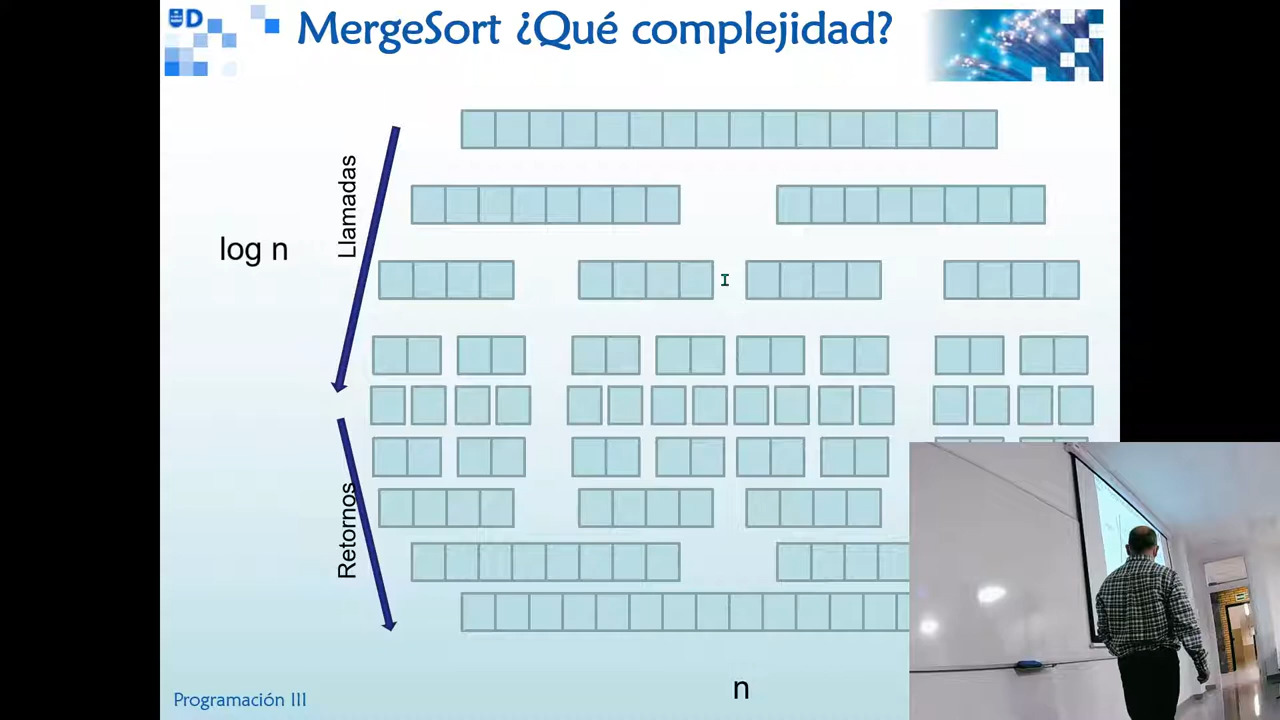 D
MergeSort ¿Qué complejidad?
Llamadas
log n
Retornos
n
Programación III